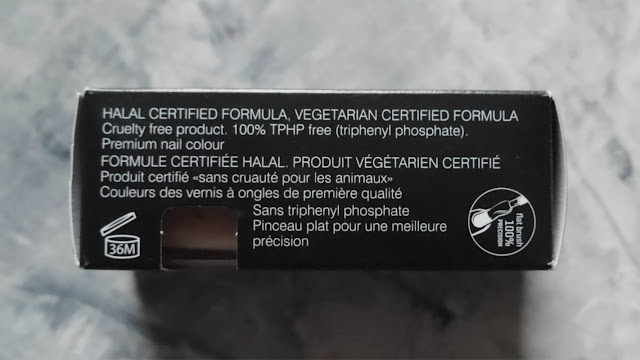 HALAL CERTIFIED FORMULA, VEGETARIAN CERTIFIED FORMULA
Cruelty free product. 100% TPHP free (triphenyl phosphate).
Premium nail colour
FORMULE CERTIFIÉE HALAL. PRODUIT VÉGÉTARIEN CERTIFIÉ
Produit certifié «sans cruauté pour les animaux»
Couleurs des vernis à ongles de première qualité
Sans triphenyl phosphate
Pinceau plat pour une meilleure
précision
36M
flat brush
100%
PRECISION